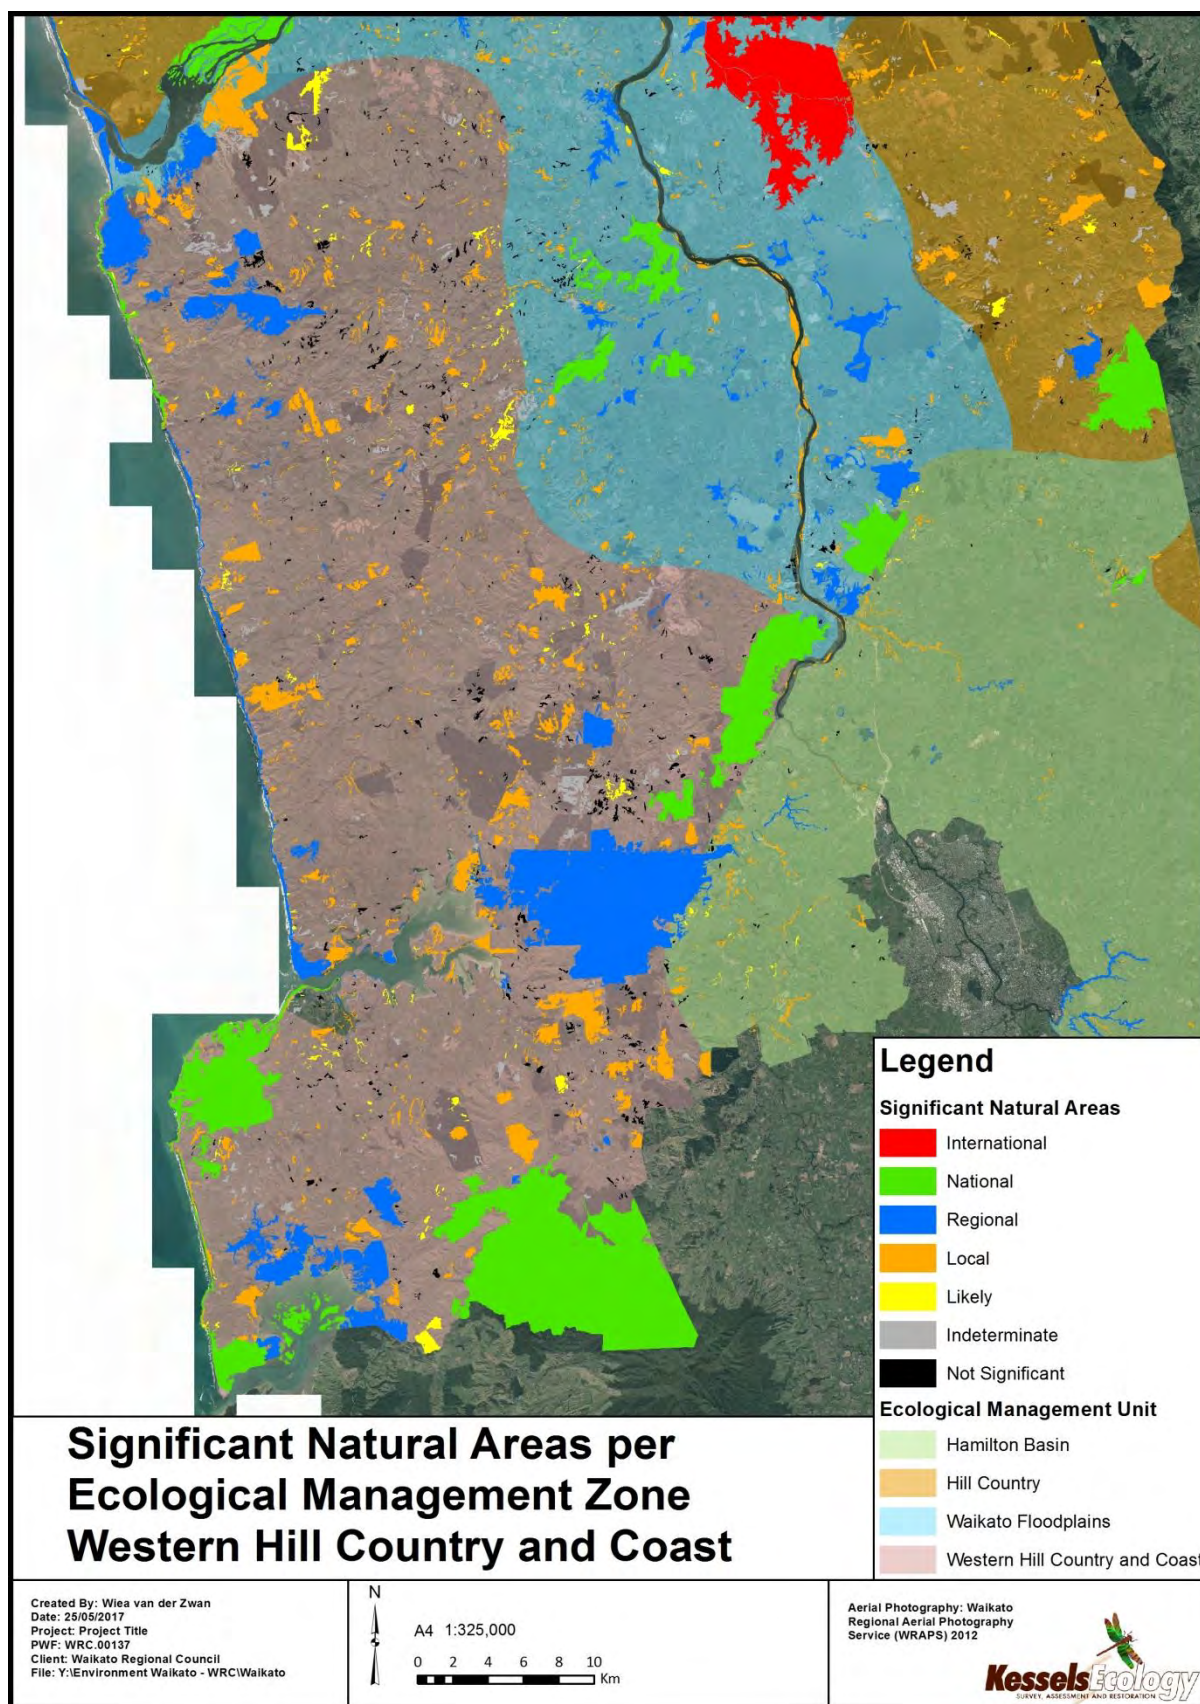 Legend
Significant Natural Areas
International
National
Regional
Local
Likely
Indeterminate
Not Significant
Ecological Management Unit
Hamilton Basin
Hill Country
Waikato Floodplains
Western Hill Country and Coast
Significant Natural Areas per
Ecological Management Zone
Western Hill Country and Coast
Created By: Wiea van der Zwan
Date: 25/05/2017
Project: Project Title
PWF: WRC.00137
Client: Waikato Regional Council
File: Y:\Environment Waikato - WRC\Waikato
N
A4 1:325,000
0 2 4 6 8 10
Km
Aerial Photography: Waikato
Regional Aerial Photography
Service (WRAPS) 2012
KesselsEcology
SURVEY, ASSESSMENT AND RESTORATION